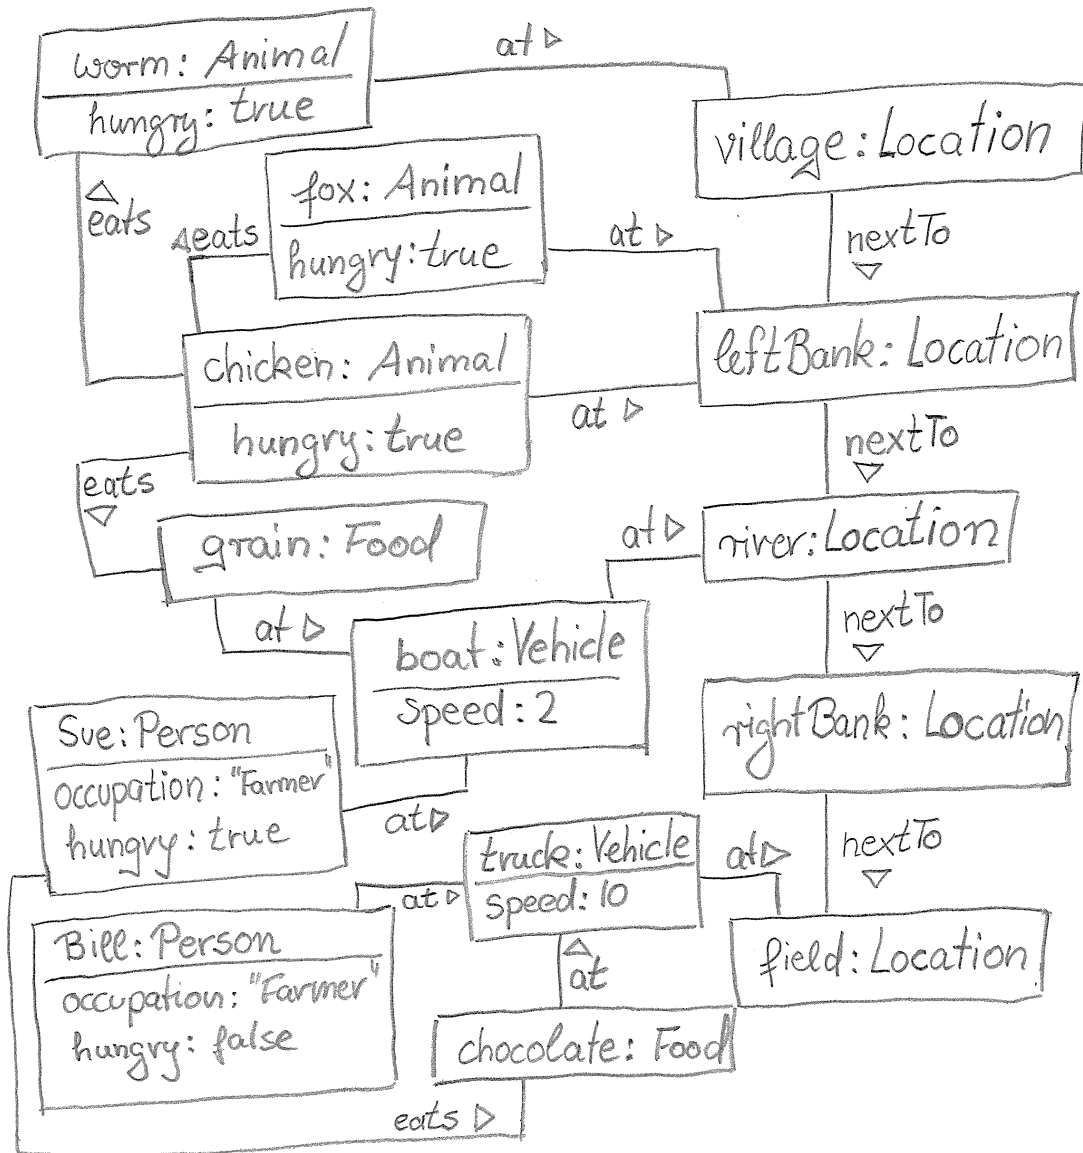 worm: Animal
hungry: true
at
village: Location
eats
eats
fox: Animal
hungry: true
at
nextTo
chicken: Animal
hungry: true
at
leftBank: Location
nextTo
eats
grain: Food
at
river: Location
at
boat: Vehicle
speed: 2
nextTo
Sue: Person
occupation: "Farmer"
hungry: true
at
rightBank: Location
nextTo
truck: Vehicle
speed: 10
at
at
Bill: Person
occupation: "Farmer"
hungry: false
at
field: Location
chocolate: Food
eats